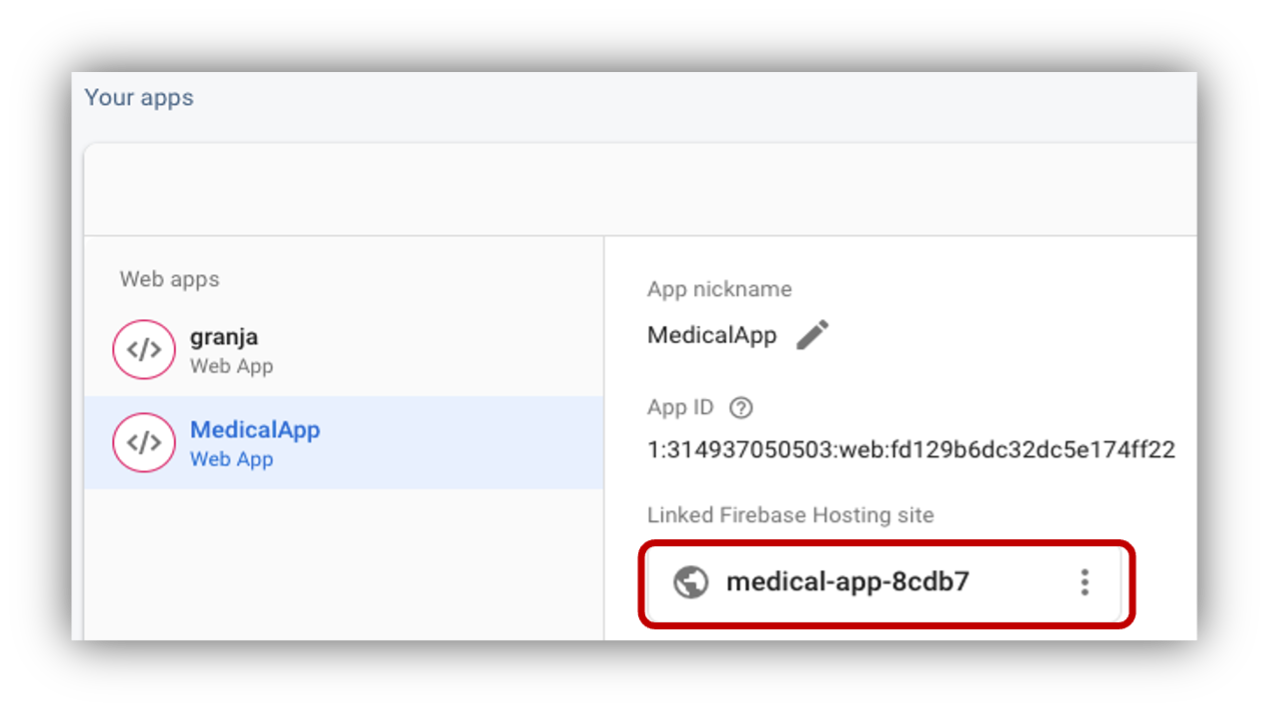 Your apps
Web apps
</>
granja
Web App
</>
MedicalApp
Web App
App nickname
MedicalApp
App ID ?
1:314937050503:web:fd129b6dc32dc5e174ff22
Linked Firebase Hosting site
medical-app-8cdb7